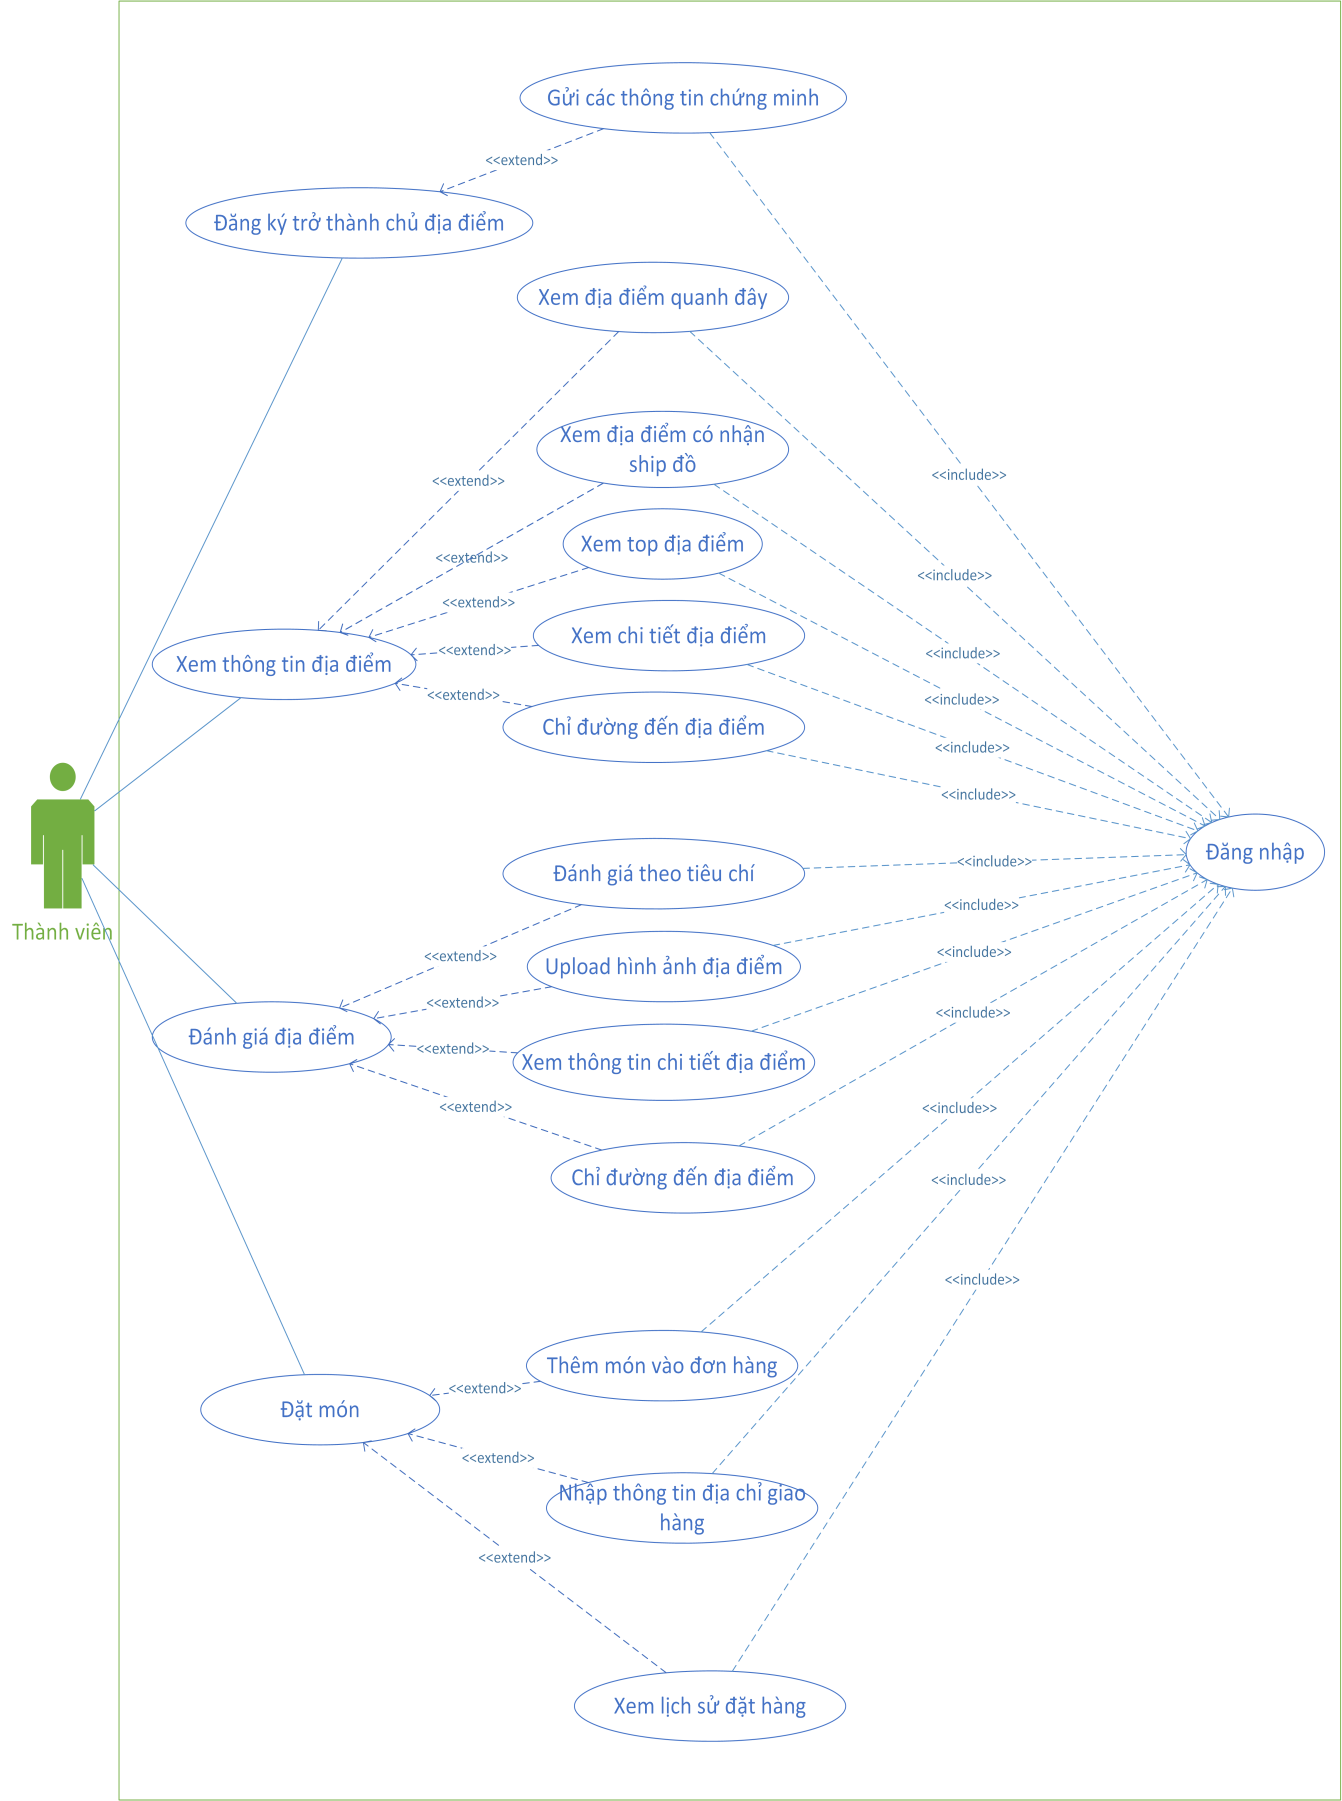 Gửi các thông tin chứng minh
<<extend>>
Đăng ký trở thành chủ địa điểm
Xem địa điểm quanh đây
Xem địa điểm có nhận
ship đồ
<<include>>
<<extend>>
Xem top địa điểm
<<extend>>
<<include>>
<<extend>>
Xem chi tiết địa điểm
<<extend>>
<<include>>
Xem thông tin địa điểm
<<extend>>
<<include>>
Chỉ đường đến địa điểm
<<include>>
<<include>>
Đăng nhập
Đánh giá theo tiêu chí
<<include>>
<<include>>
Thành viên
<<extend>>
Upload hình ảnh địa điểm
<<include>>
<<extend>>
<<include>>
Đánh giá địa điểm
<<extend>>
Xem thông tin chi tiết địa điểm
<<extend>>
<<include>>
Chỉ đường đến địa điểm
<<include>>
<<include>>
Thêm món vào đơn hàng
<<extend>>
Đặt món
<<extend>>
Nhập thông tin địa chỉ giao
hàng
<<extend>>
Xem lịch sử đặt hàng